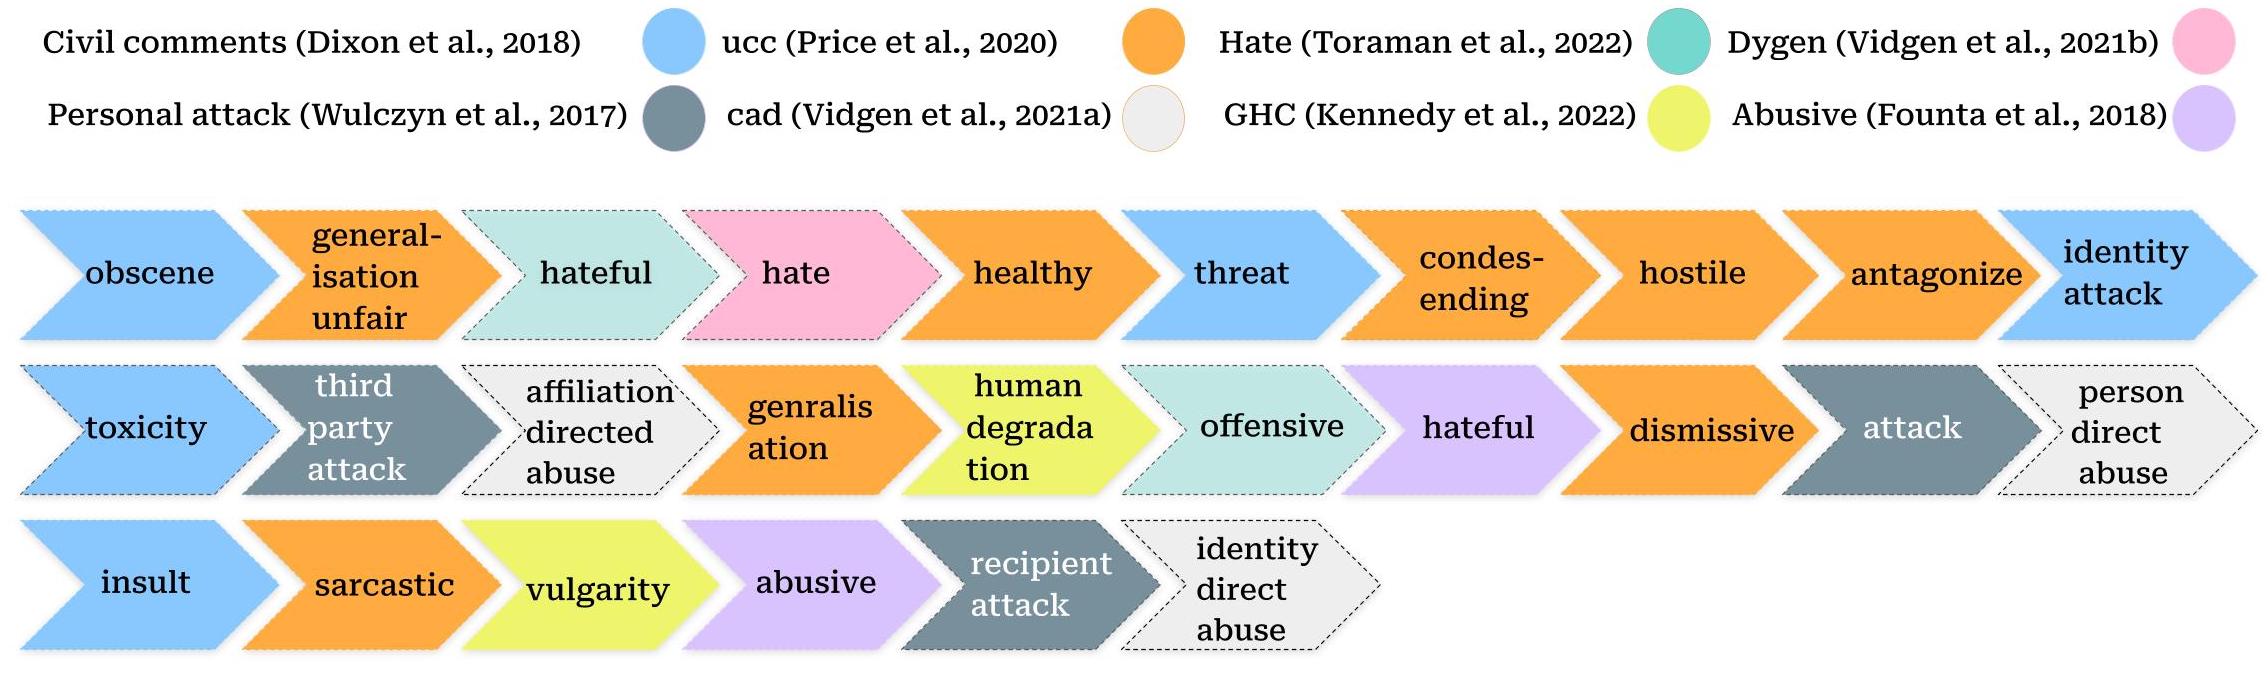 Civil comments (Dixon et al., 2018)
ucc (Price et al., 2020)
Hate (Toraman et al., 2022)
Dygen (Vidgen et al., 2021b)
Personal attack (Wulczyn et al., 2017)
cad (Vidgen et al., 2021a)
GHC (Kennedy et al., 2022)
Abusive (Founta et al., 2018)
obscene
general-
isation
unfair
hateful
hate
healthy
threat
condes-
ending
hostile
antagonize
identity
attack
toxicity
third
party
attack
affiliation
directed
abuse
genralis
ation
human
degrada
tion
offensive
hateful
dismissive
attack
person
direct
abuse
insult
sarcastic
vulgarity
abusive
recipient
attack
identity
direct
abuse